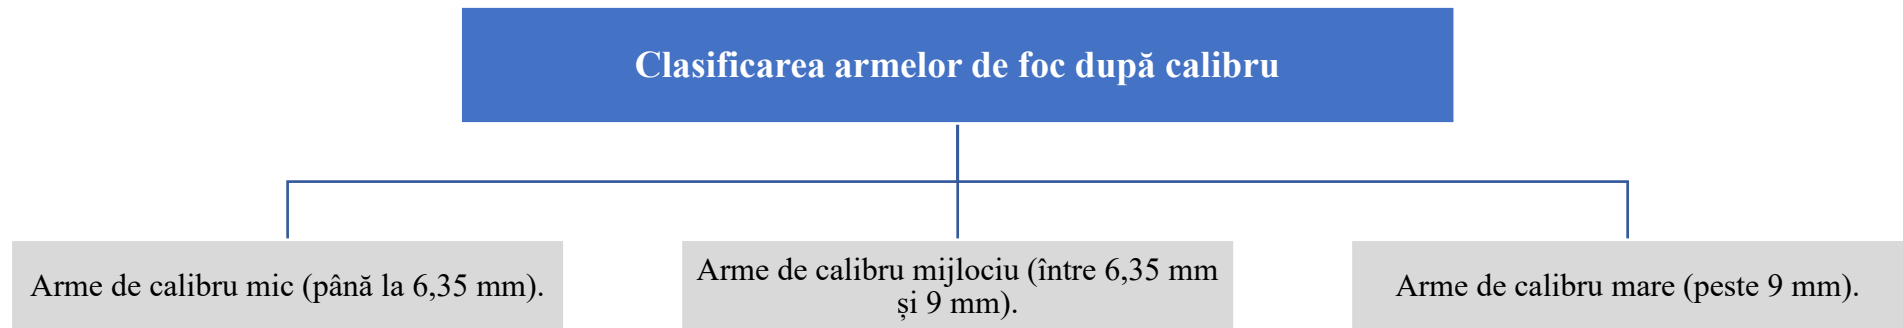 Clasificarea armelor de foc după calibru
Arme de calibru mic (până la 6,35 mm).
Arme de calibru mijlociu (între 6,35 mm
și 9 mm).
Arme de calibru mare (peste 9 mm).